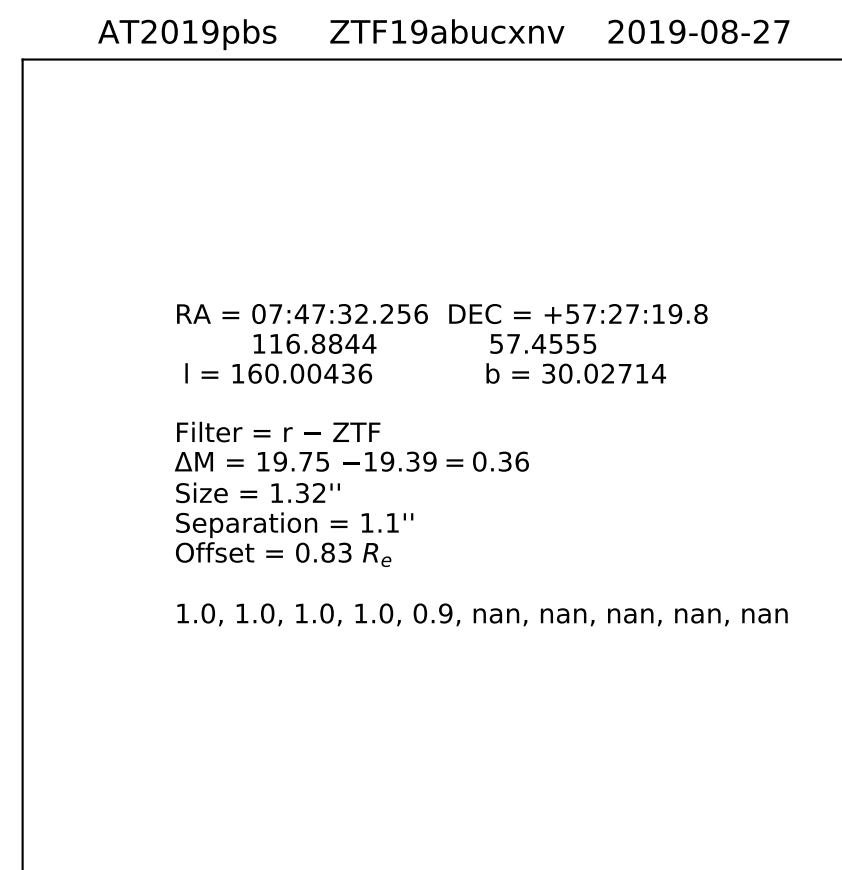 AT2019pbs ZTF19abucxnv 2019-08-27
RA = 07:47:32.256 DEC = +57:27:19.8
116.8844 57.4555
l = 160.00436 b = 30.02714
Filter = r − ZTF
ΔM = 19.75 −19.39 = 0.36
Size = 1.32''
Separation = 1.1''
Offset = 0.83 Re
1.0, 1.0, 1.0, 1.0, 0.9, nan, nan, nan, nan, nan